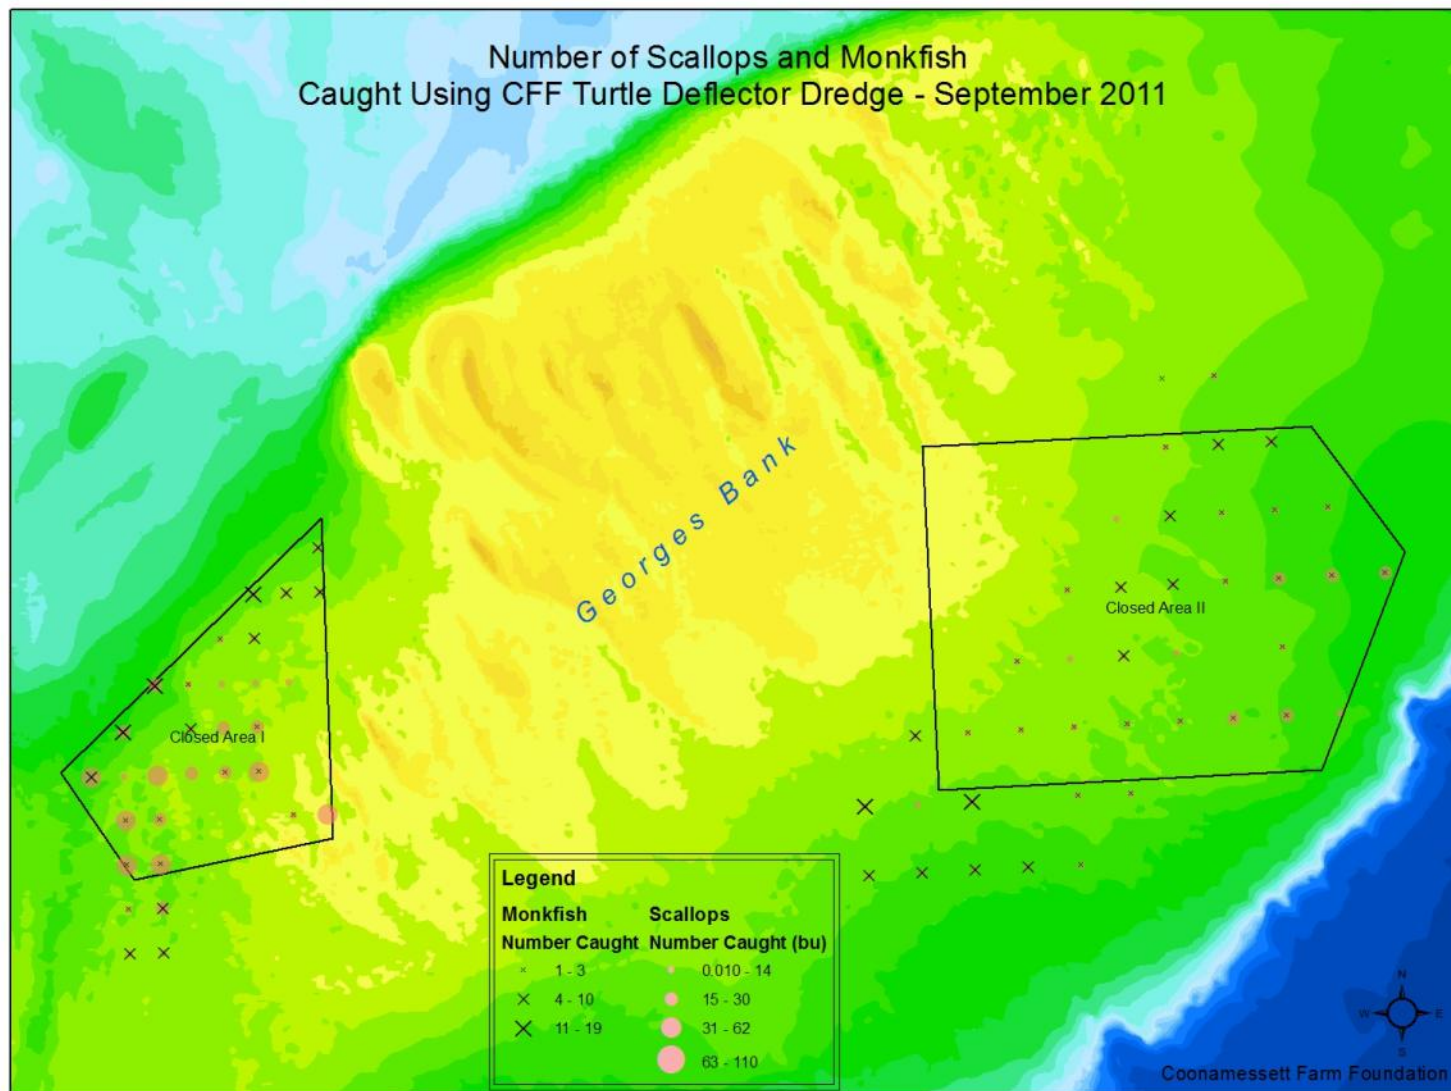 Number of Scallops and Monkfish
Caught Using CFF Turtle Deflector Dredge - September 2011
Georges Bank
Closed Area II
Closed Area I
Legend
Monkfish Scallops
Number Caught Number Caught (bu)
1 - 3 0.010 - 14
4 - 10 15 - 30
11 - 19 31 - 62
63 - 110
N
W E
S
Coonamessett Farm Foundation